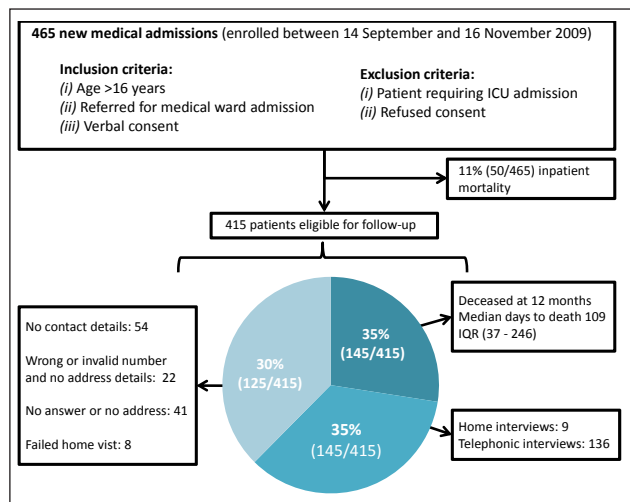 465 new medical admissions (enrolled between 14 September and 16 November 2009)
Inclusion criteria:
(i) Age >16 years
(ii) Referred for medical ward admission
(iii) Verbal consent
Exclusion criteria:
(i) Patient requiring ICU admission
(ii) Refused consent
11% (50/465) inpatient
mortality
415 patients eligible for follow-up
No contact details: 54
Wrong or invalid number
and no address details: 22
No answer or no address: 41
Failed home vist: 8
30%
(125/415)
35%
(145/415)
35%
(145/415)
Deceased at 12 months
Median days to death 109
IQR (37 - 246)
Home interviews: 9
Telephonic interviews: 136